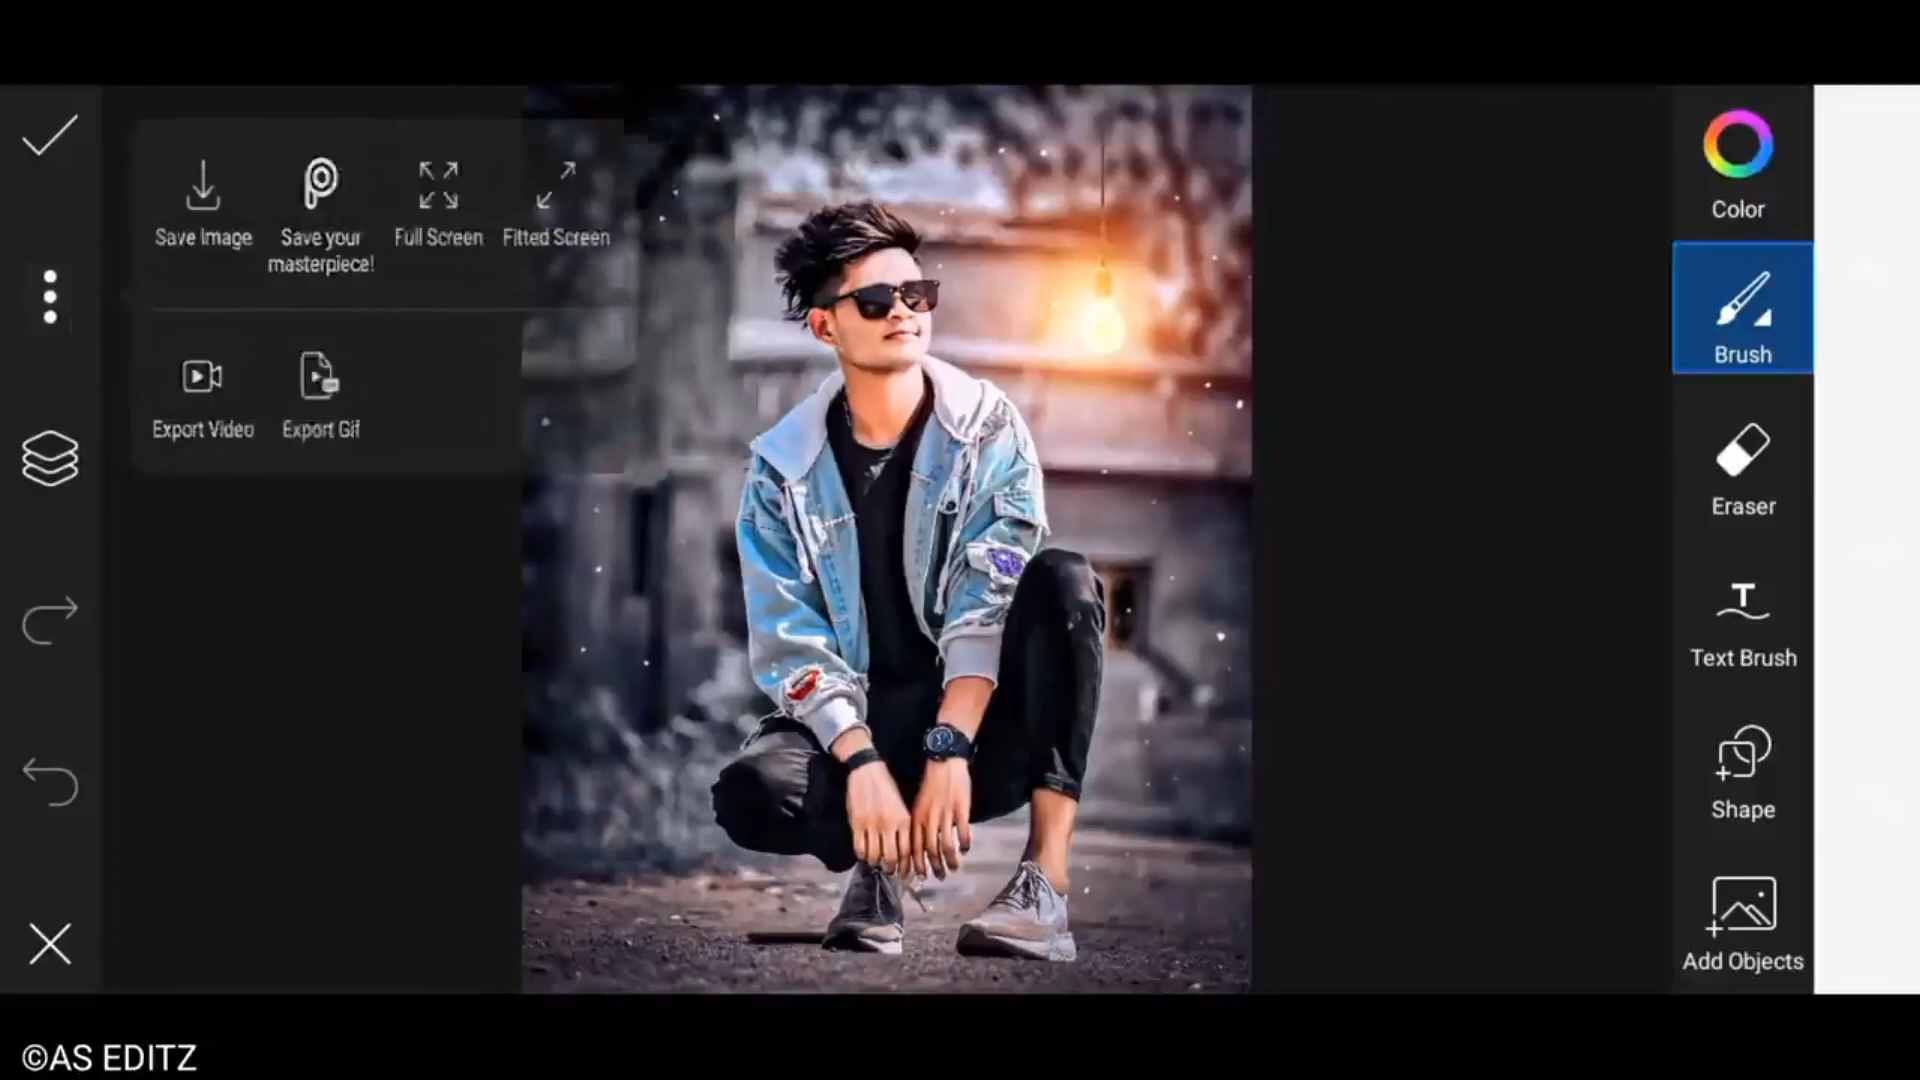 Save Image
Save your
masterpiece!
Full Screen
Fitted Screen
Export Video
Export Gif
Color
Brush
Eraser
T
Text Brush
Shape
Add Objects
©AS EDITZ